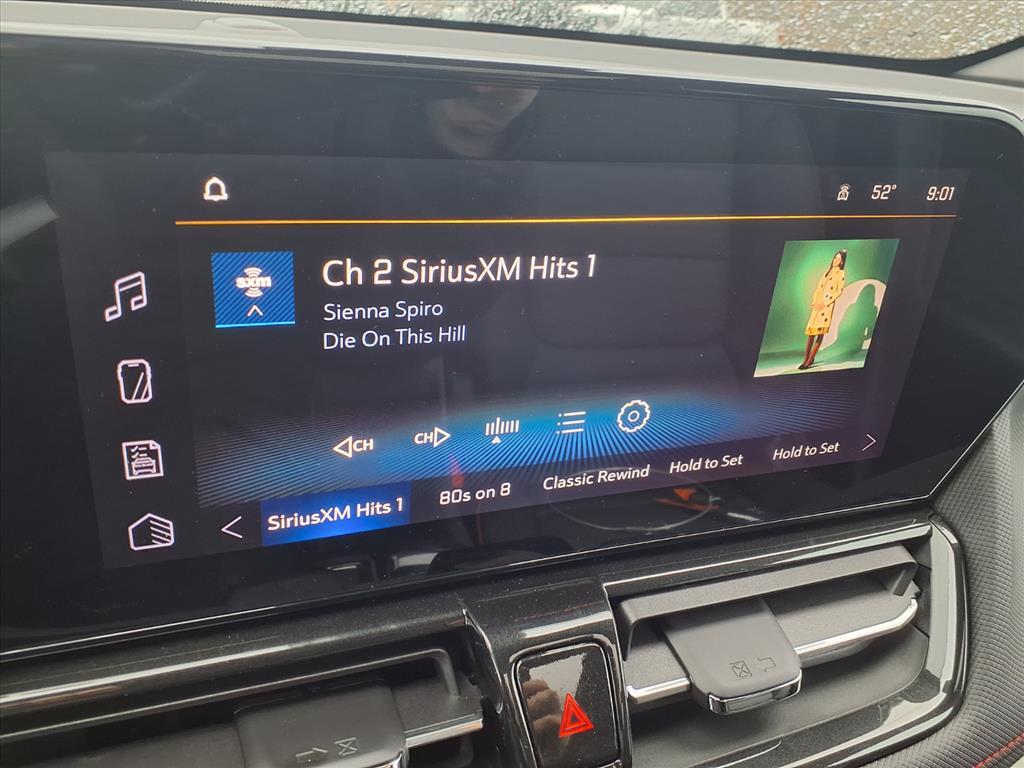 52° 9:01
sxm
Ch 2 SiriusXM Hits 1
Sienna Spiro
Die On This Hill
CH CH
SiriusXM Hits 1 80s on 8 Classic Rewind Hold to Set Hold to Set